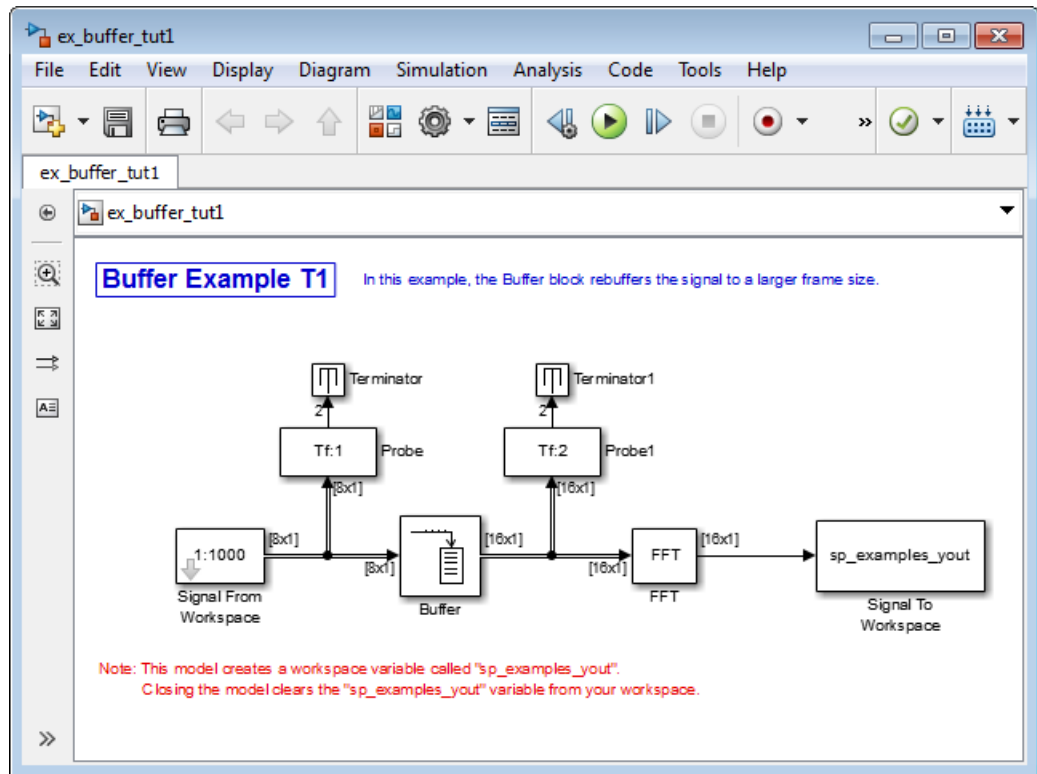 ex_buffer_tut1
File Edit View Display Diagram Simulation Analysis Code Tools Help
»
ex_buffer_tut1
ex_buffer_tut1
Buffer Example T1 In this example, the Buffer block rebuffers the signal to a larger frame size.
Terminator Terminator1
2 2
Tf:1 Probe Tf:2 Probe1
[8x1] [16x1]
[8x1] [16x1] [16x1]
1:1000 FFT sp_examples_yout
[8x1] [16x1]
Signal From
Workspace
Buffer
FFT
Signal To
Workspace
A
Note: This model creates a workspace variable called "sp_examples_yout".
Closing the model clears the "sp_examples_yout" variable from your workspace.
»